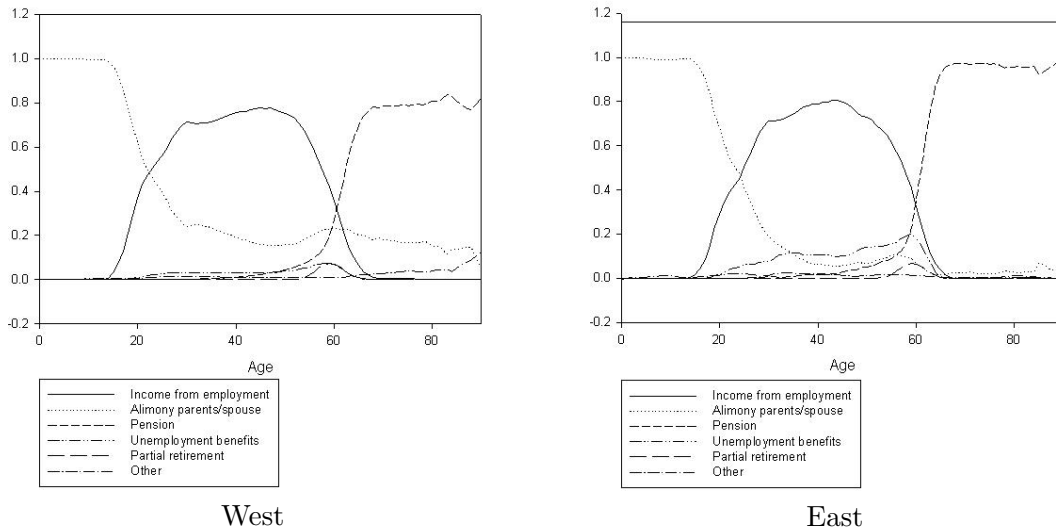 1.2
1.0
0.8
0.6
0.4
0.2
0.0
-0.2
0 20 40 60 80
Age
Income from employment
Alimony parents/spouse
Pension
Unemployment benefits
Partial retirement
Other
West
1.2
1.0
0.8
0.6
0.4
0.2
0.0
-0.2
0 20 40 60 80
Age
Income from employment
Alimony parents/spouse
Pension
Unemployment benefits
Partial retirement
Other
East